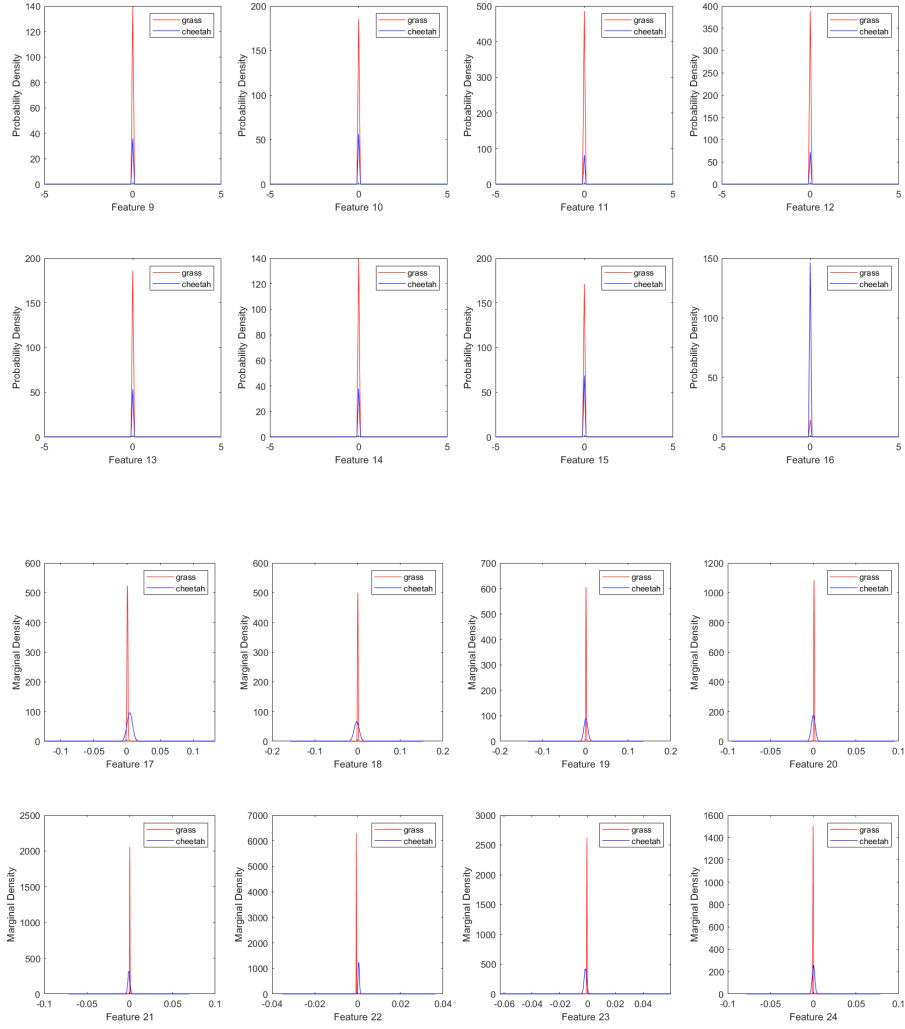 140
120
100
80
60
40
20
0
Probability Density
grass
cheetah
-5 0 5
Feature 9
200
150
100
50
0
Probability Density
grass
cheetah
-5 0 5
Feature 10
500
400
300
200
100
0
Probability Density
grass
cheetah
-5 0 5
Feature 11
400
350
300
250
200
150
100
50
0
Probability Density
grass
cheetah
-5 0 5
Feature 12
200
150
100
50
0
Probability Density
grass
cheetah
-5 0 5
Feature 13
140
120
100
80
60
40
20
0
Probability Density
grass
cheetah
-5 0 5
Feature 14
200
150
100
50
0
Probability Density
grass
cheetah
-5 0 5
Feature 15
150
100
50
0
Probability Density
grass
cheetah
-5 0 5
Feature 16
600
500
400
300
200
100
0
Marginal Density
grass
cheetah
-0.1 -0.05 0 0.05 0.1
Feature 17
600
500
400
300
200
100
0
Marginal Density
grass
cheetah
-0.2 -0.1 0 0.1 0.2
Feature 18
700
600
500
400
300
200
100
0
Marginal Density
grass
cheetah
-0.2 -0.1 0 0.1 0.2
Feature 19
1200
1000
800
600
400
200
0
Marginal Density
grass
cheetah
-0.1 -0.05 0 0.05 0.1
Feature 20
2500
2000
1500
1000
500
0
Marginal Density
grass
cheetah
-0.1 -0.05 0 0.05 0.1
Feature 21
7000
6000
5000
4000
3000
2000
1000
0
Marginal Density
grass
cheetah
-0.04 -0.02 0 0.02 0.04
Feature 22
3000
2500
2000
1500
1000
500
0
Marginal Density
grass
cheetah
-0.06 -0.04 -0.02 0 0.02 0.04
Feature 23
1600
1400
1200
1000
800
600
400
200
0
Marginal Density
grass
cheetah
-0.1 -0.05 0 0.05 0.1
Feature 24